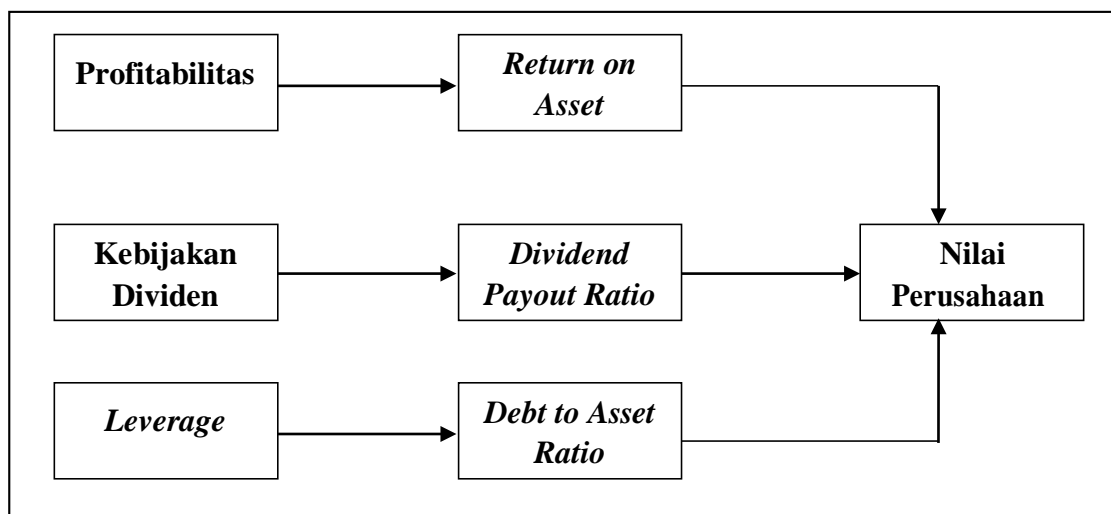 Profitabilitas
Return on
Asset
Kebijakan
Dividen
Dividend
Payout Ratio
Nilai
Perusahaan
Leverage
Debt to Asset
Ratio